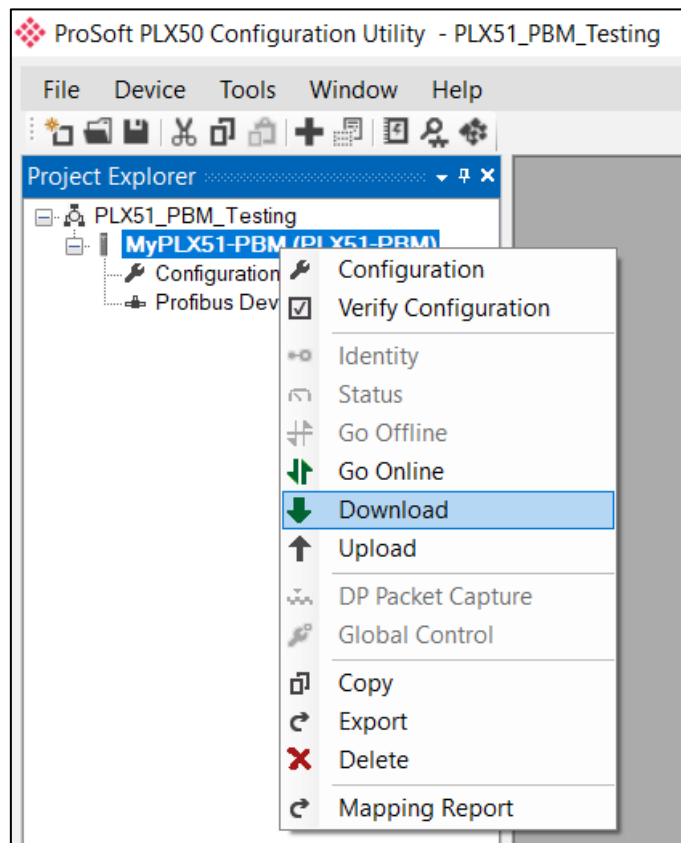 ProSoft PLX50 Configuration Utility - PLX51_PBM_Testing
File Device Tools Window Help
Project Explorer
PLX51_PBM_Testing
MyPLX51-PBM (PLX51-PBM)
Configuration
Profibus Dev
Configuration
Verify Configuration
Identity
Status
Go Offline
Go Online
Download
Upload
DP Packet Capture
Global Control
Copy
Export
Delete
Mapping Report